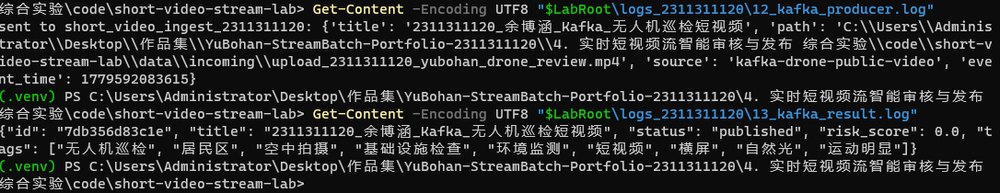 综合实验\code\short-video-stream-lab> Get-Content -Encoding UTF8 "$LabRoot\logs_2311311120\12_kafka_producer.log"
sent to short_video_ingest_2311311120: {'title': '2311311120_余博涵_Kafka_无人机巡检短视频', 'path': 'C:\\Users\\Adminis
trator\\Desktop\\作品集\\YuBohan-StreamBatch-Portfolio-2311311120\\4. 实时短视频流智能审核与发布 综合实验\\code\\short-v
ideo-stream-lab\\data\\incoming\\upload_2311311120_yubohan_drone_review.mp4', 'source': 'kafka-drone-public-video', 'eve
nt_time': 1779592083615}
(.venv) PS C:\Users\Administrator\Desktop\作品集\YuBohan-StreamBatch-Portfolio-2311311120\4. 实时短视频流智能审核与发布
综合实验\code\short-video-stream-lab> Get-Content -Encoding UTF8 "$LabRoot\logs_2311311120\13_kafka_result.log"
{"id": "7db356d83c1e", "title": "2311311120_余博涵_Kafka_无人机巡检短视频", "status": "published", "risk_score": 0.0, "t
ags": ["无人机巡检", "居民区", "空中拍摄", "基础设施检查", "环境监测", "短视频", "横屏", "自然光", "运动明显"]}
(.venv) PS C:\Users\Administrator\Desktop\作品集\YuBohan-StreamBatch-Portfolio-2311311120\4. 实时短视频流智能审核与发布
综合实验\code\short-video-stream-lab>